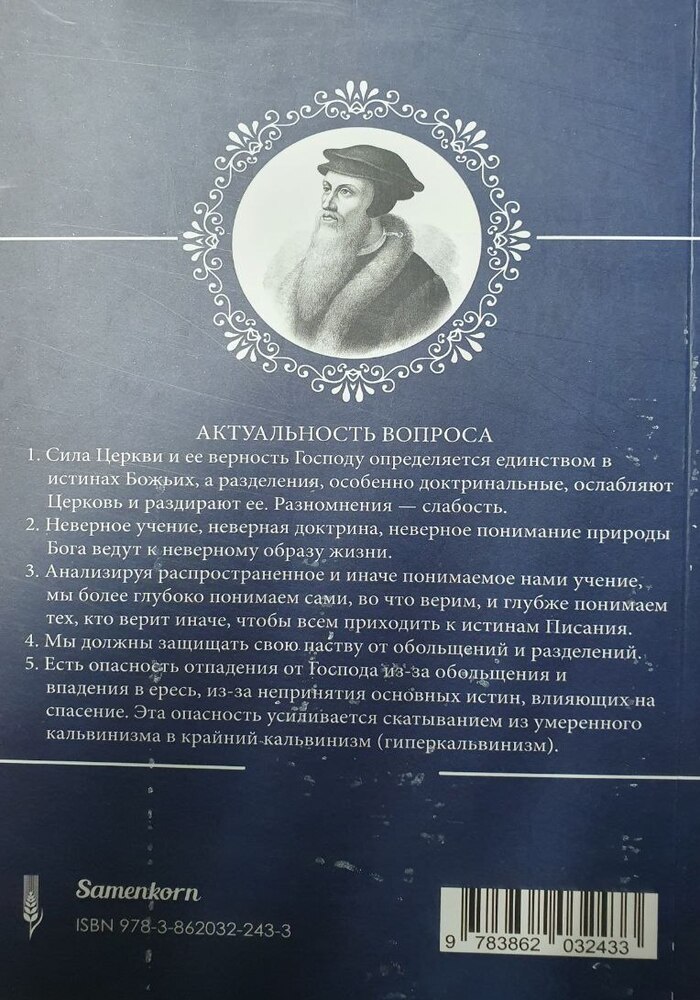 АКТУАЛЬНОСТЬ ВОПРОСА
1. Сила Церкви и ее верность Господу определяется единством в
истинах Божьих, а разделения, особенно доктринальные, ослабляют
Церковь и раздирают ее. Разномнения — слабость.
2. Неверное учение, неверная доктрина, неверное понимание природы
Бога ведут к неверному образу жизни.
3. Анализируя распространенное и иначе понимаемое нами учение,
мы более глубоко понимаем сами, во что верим, и глубже понимаем
тех, кто верит иначе, чтобы всем приходить к истинам Писания.
4. Мы должны защищать свою паству от обольщений и разделений.
5. Есть опасность отпадения от Господа из-за обольщения и
впадения в ересь, из-за непринятия основных истин, влияющих на
спасение. Эта опасность усиливается скатыванием из умеренного
кальвинизма в крайний кальвинизм (гиперкальвинизм).
Samenkorn
ISBN 978-3-862032-243-3
9 783862 032433